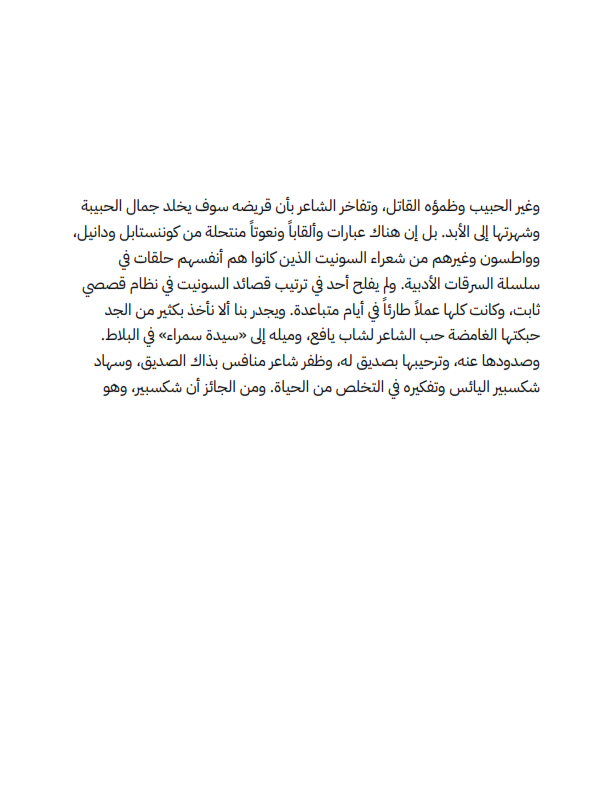 وغير الحبيب وظمؤه القاتل، وتفاخر الشاعر بأن قريضه سوف يخلد جمال الحبيبة
وشهرتها إلى الأبد. بل إن هناك عبارات وألقاباً ونعوتاً منتحلة من كوننستابل ودانيل،
وواطسون وغيرهم من شعراء السونيت الذين كانوا هم أنفسهم حلقات في
سلسلة السرقات الأدبية. ولم يفلح أحد في ترتيب قصائد السونيت في نظام قصصي
ثابت، وكانت كلها عملاً طارئاً في أيام متباعدة. ويجدر بنا ألا نأخذ بكثير من الجد
حبكتها الغامضة حب الشاعر لشاب يافع، وميله إلى «سيدة سمراء» في البلاط.
وصدودها عنه، وترحيبها بصديق له، وظفر شاعر منافس بذاك الصديق، وسهاد
شكسبير اليائس وتفكيره في التخلص من الحياة. ومن الجائز أن شكسبير، وهو